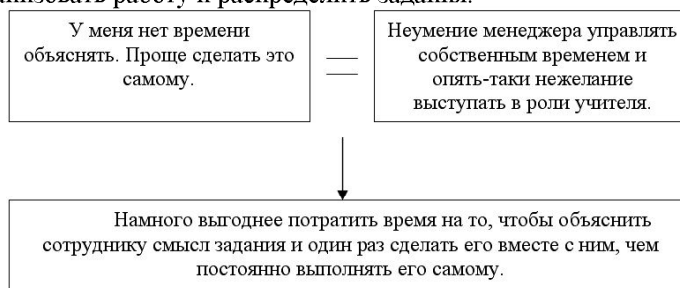 работу и распределить задания.
У меня нет времени
объяснять. Проще сделать это
самому.
Неумение менеджера управлять
собственным временем и
опять-таки нежелание
выступать в роли учителя.
Намного выгоднее потратить время на то, чтобы объяснить
сотруднику смысл задания и один раз сделать его вместе с ним, чем
постоянно выполнять его самому.